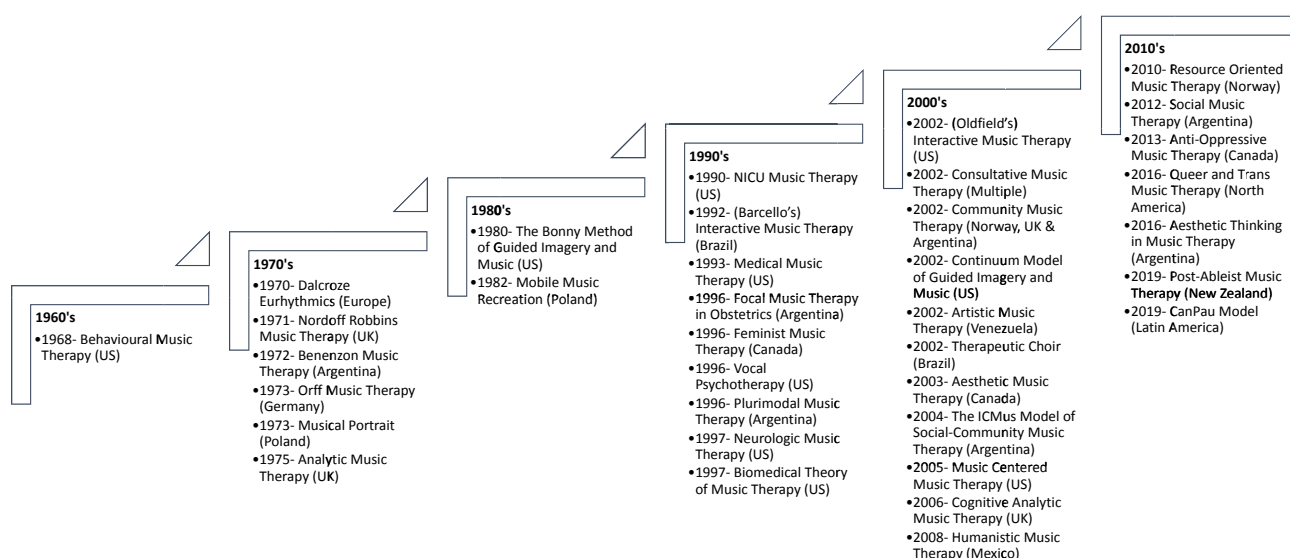 1960's
•1968- Behavioural Music
Therapy (US)
1970's
•1970- Dalcroze
Eurhythmics (Europe)
•1971- Nordoff Robbins
Music Therapy (UK)
•1972- Benenzon Music
Therapy (Argentina)
•1973- Orff Music Therapy
(Germany)
•1973- Musical Portrait
(Poland)
•1975- Analytic Music
Therapy (UK)
1980's
•1980- The Bonny Method
of Guided Imagery and
Music (US)
•1982- Mobile Music
Recreation (Poland)
1990's
•1990- NICU Music Therapy
(US)
•1992- (Barcello's)
Interactive Music Therapy
(Brazil)
•1993- Medical Music
Therapy (US)
•1996- Focal Music Therapy
in Obstetrics (Argentina)
•1996- Feminist Music
Therapy (Canada)
•1996- Vocal
Psychotherapy (US)
•1996- Plurimodal Music
Therapy (Argentina)
•1997- Neurologic Music
Therapy (US)
•1997- Biomedical Theory
of Music Therapy (US)
2000's
•2002- (Oldfield's)
Interactive Music Therapy
(US)
•2002- Consultative Music
Therapy (Multiple)
•2002- Community Music
Therapy (Norway, UK &
Argentina)
•2002- Continuum Model
of Guided Imagery and
Music (US)
•2002- Artistic Music
Therapy (Venezuela)
•2002- Therapeutic Choir
(Brazil)
•2003- Aesthetic Music
Therapy (Canada)
•2004- The ICMus Model of
Social-Community Music
Therapy (Argentina)
•2005- Music Centered
Music Therapy (US)
•2006- Cognitive Analytic
Music Therapy (UK)
•2008- Humanistic Music
Therapy (Mexico)
2010's
•2010- Resource Oriented
Music Therapy (Norway)
•2012- Social Music
Therapy (Argentina)
•2013- Anti-Oppressive
Music Therapy (Canada)
•2016- Queer and Trans
Music Therapy (North
America)
•2016- Aesthetic Thinking
in Music Therapy
(Argentina)
•2019- Post-Ableist Music
Therapy (New Zealand)
•2019- CanPau Model
(Latin America)